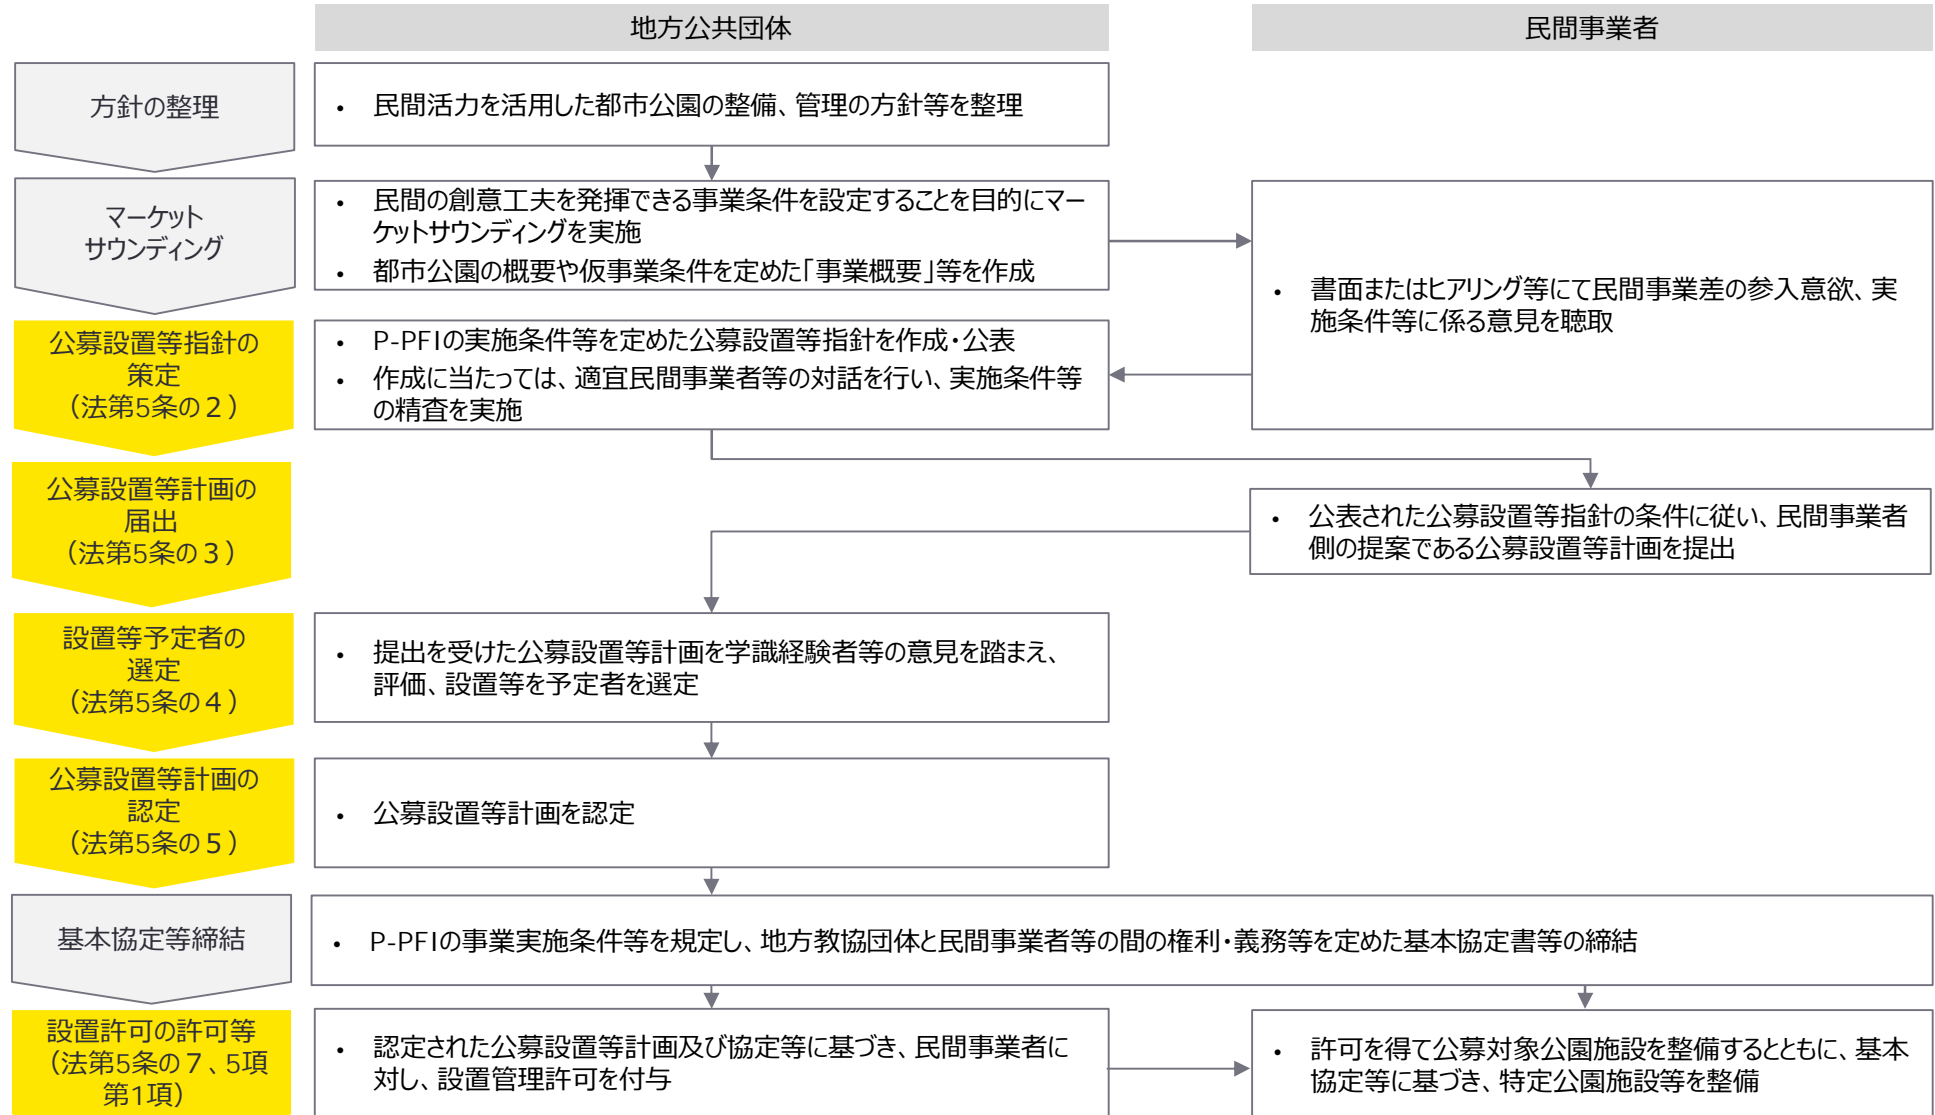 地方公共団体
民間事業者
方針の整理
• 民間活力を活用した都市公園の整備、管理の方針等を整理
マーケット
サウンディング
• 民間の創意工夫を発揮できる事業条件を設定することを目的にマー
ケットサウンディングを実施
• 都市公園の概要や仮事業条件を定めた「事業概要」等を作成
• 書面またはヒアリング等にて民間事業差の参入意欲、実
施条件等に係る意見を聴取
公募設置等指針の
策定
（法第5条の２）
• P-PFIの実施条件等を定めた公募設置等指針を作成・公表
• 作成に当たっては、適宜民間事業者等の対話を行い、実施条件等
の精査を実施
公募設置等計画の
届出
（法第5条の３）
• 公表された公募設置等指針の条件に従い、民間事業者
側の提案である公募設置等計画を提出
設置等予定者の
選定
（法第5条の４）
• 提出を受けた公募設置等計画を学識経験者等の意見を踏まえ、
評価、設置等を予定者を選定
公募設置等計画の
認定
（法第5条の５）
• 公募設置等計画を認定
基本協定等締結
• P-PFIの事業実施条件等を規定し、地方教協団体と民間事業者等の間の権利・義務等を定めた基本協定書等の締結
設置許可の許可等
（法第5条の７、5項
第1項）
• 認定された公募設置等計画及び協定等に基づき、民間事業者に
対し、設置管理許可を付与
• 許可を得て公募対象公園施設を整備するとともに、基本
協定等に基づき、特定公園施設等を整備